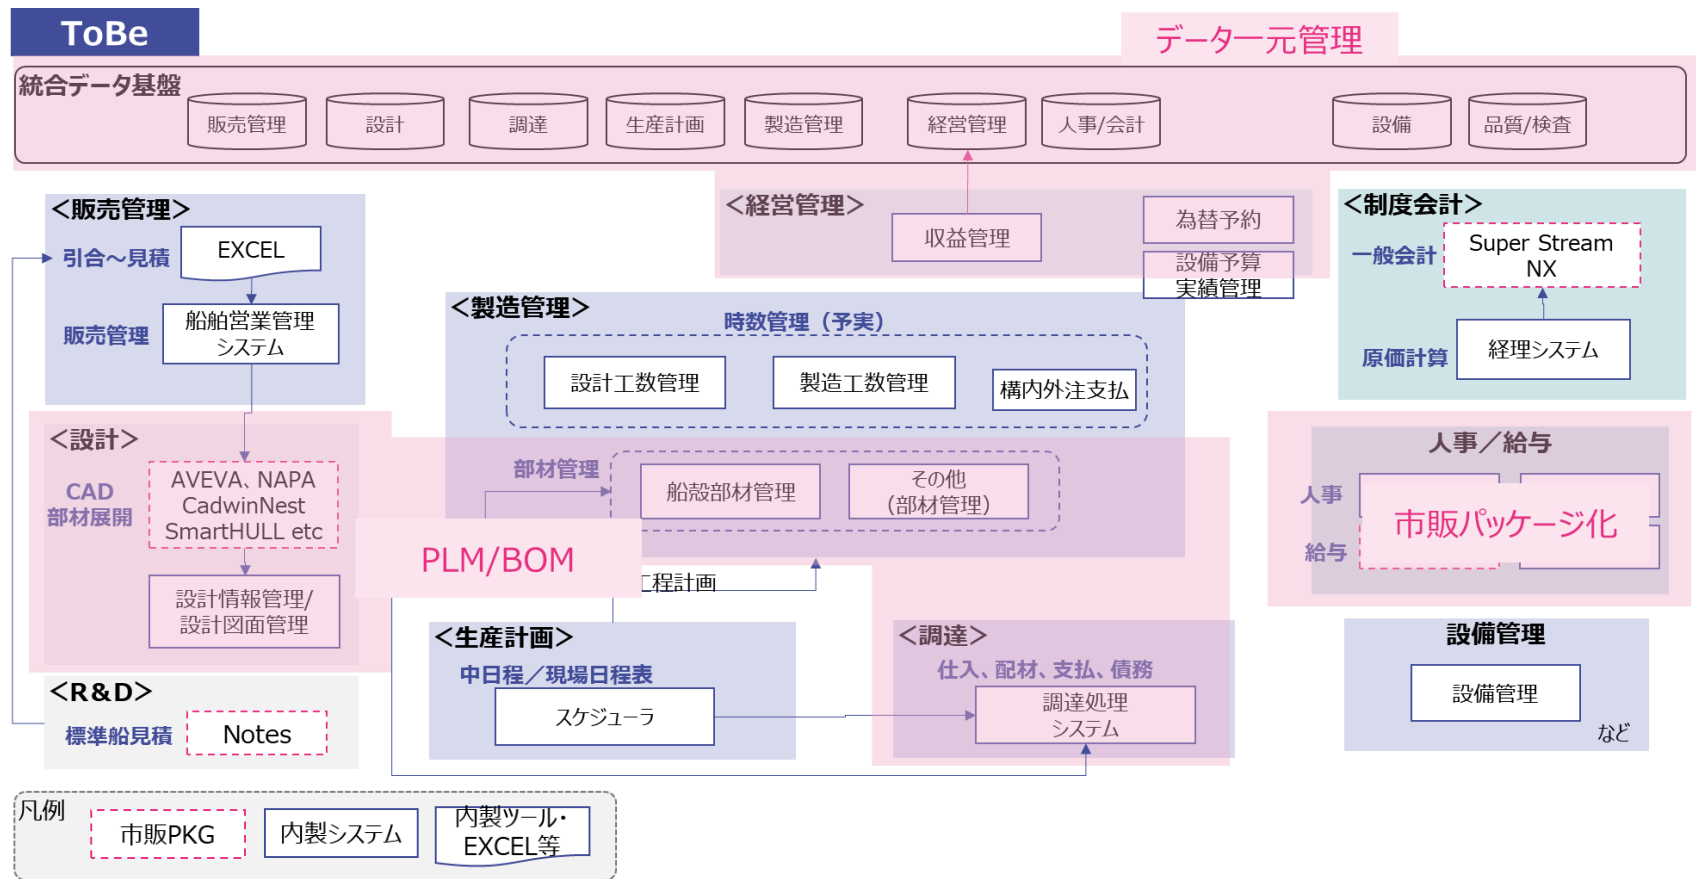 ToBe
データ一元管理
統合データ基盤
販売管理
設計
調達
生産計画
製造管理
経営管理
人事/会計
設備
品質/検査
＜販売管理＞
引合～見積
EXCEL
販売管理
船舶営業管理
システム
＜経営管理＞
収益管理
為替予約
設備予算
実績管理
＜制度会計＞
一般会計
Super Stream
NX
原価計算
経理システム
＜製造管理＞
時数管理（予実）
設計工数管理
製造工数管理
構内外注支払
部材管理
船殻部材管理
その他
（部材管理）
＜設計＞
CAD
部材展開
AVEVA、NAPA
CadwinNest
SmartHULL etc
設計情報管理/
設計図面管理
PLM/BOM
工程計画
人事／給与
人事
給与
市販パッケージ化
＜生産計画＞
中日程／現場日程表
スケジューラ
＜調達＞
仕入、配材、支払、債務
調達処理
システム
設備管理
設備管理
など
＜R&D＞
標準船見積
Notes
凡例
市販PKG
内製システム
内製ツール・
EXCEL等